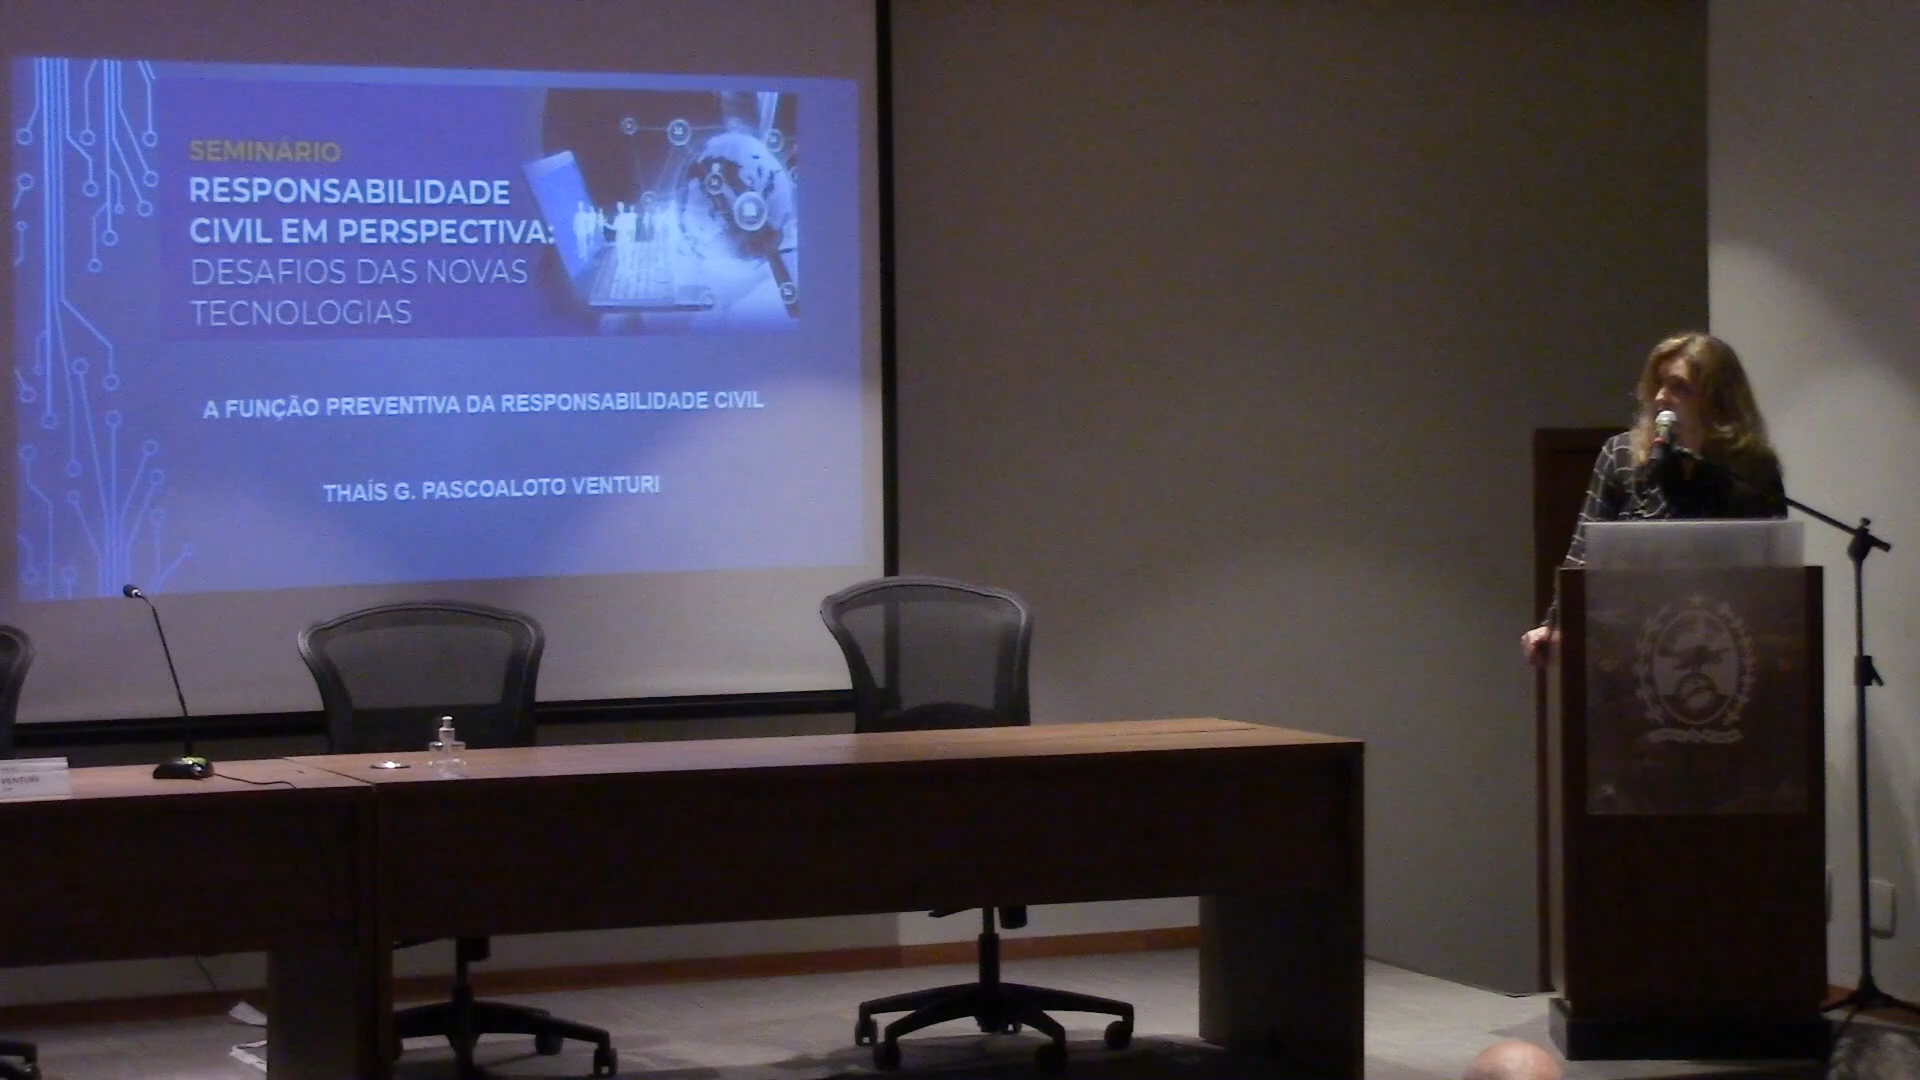 SEMINÁRIO
RESPONSABILIDADE
CIVIL EM PERSPECTIVA:
DESAFIOS DAS NOVAS
TECNOLOGIAS
A FUNÇÃO PREVENTIVA DA RESPONSABILIDADE CIVIL
THAÍS G. PASCOALOTO VENTURI
VENTURI